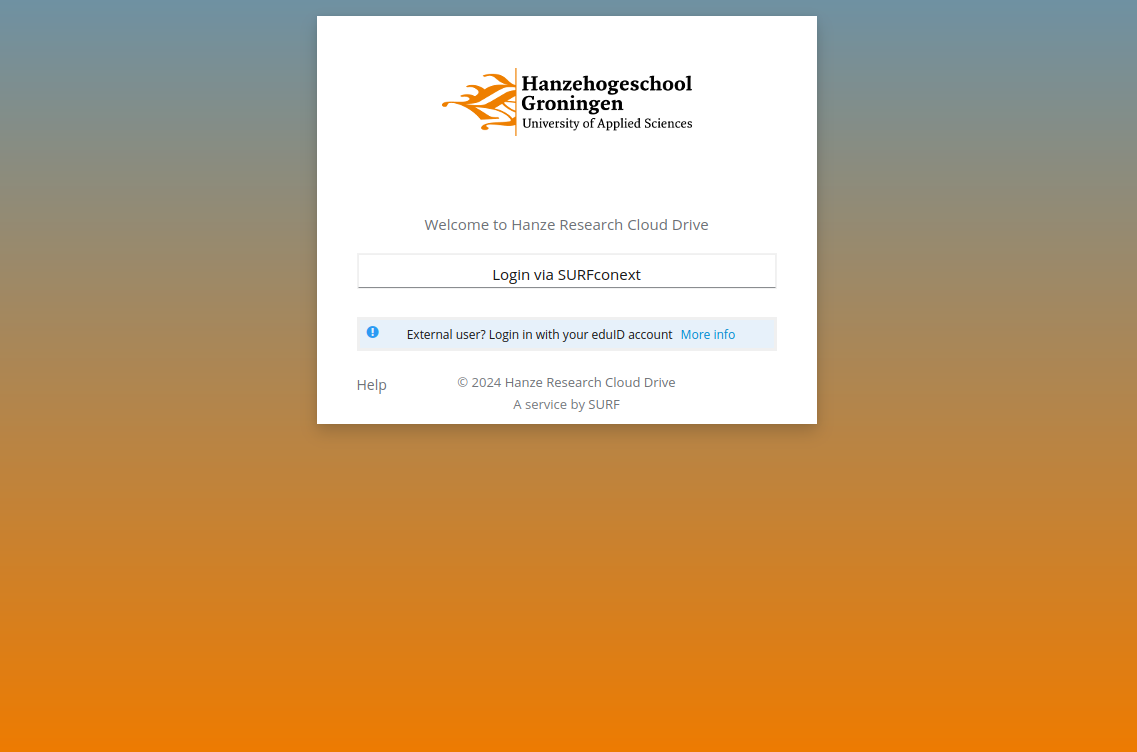 Hanzehogeschool
Groningen
University of Applied Sciences
Welcome to Hanze Research Cloud Drive
Login via SURFconext
External user? Login in with your eduID account More info
Help
© 2024 Hanze Research Cloud Drive
A service by SURF